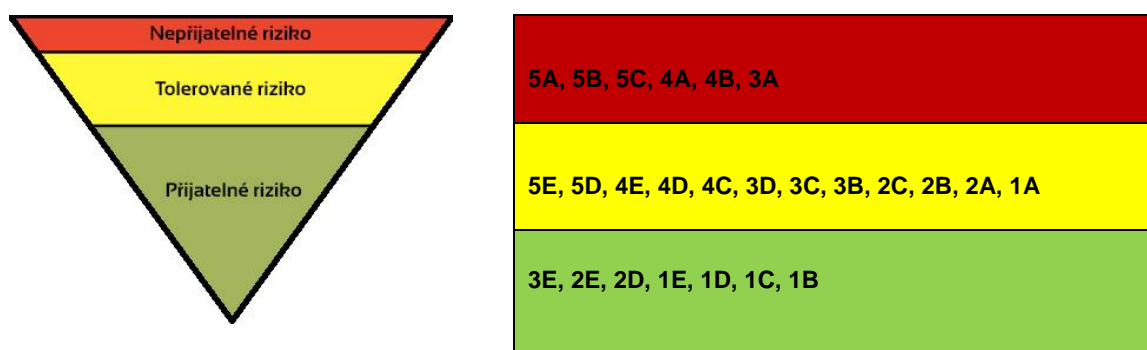 Nepřijatelné riziko
Tolerované riziko
Přijatelné riziko
5A, 5B, 5C, 4A, 4B, 3A
5E, 5D, 4E, 4D, 4C, 3D, 3C, 3B, 2C, 2B, 2A, 1A
3E, 2E, 2D, 1E, 1D, 1C, 1B